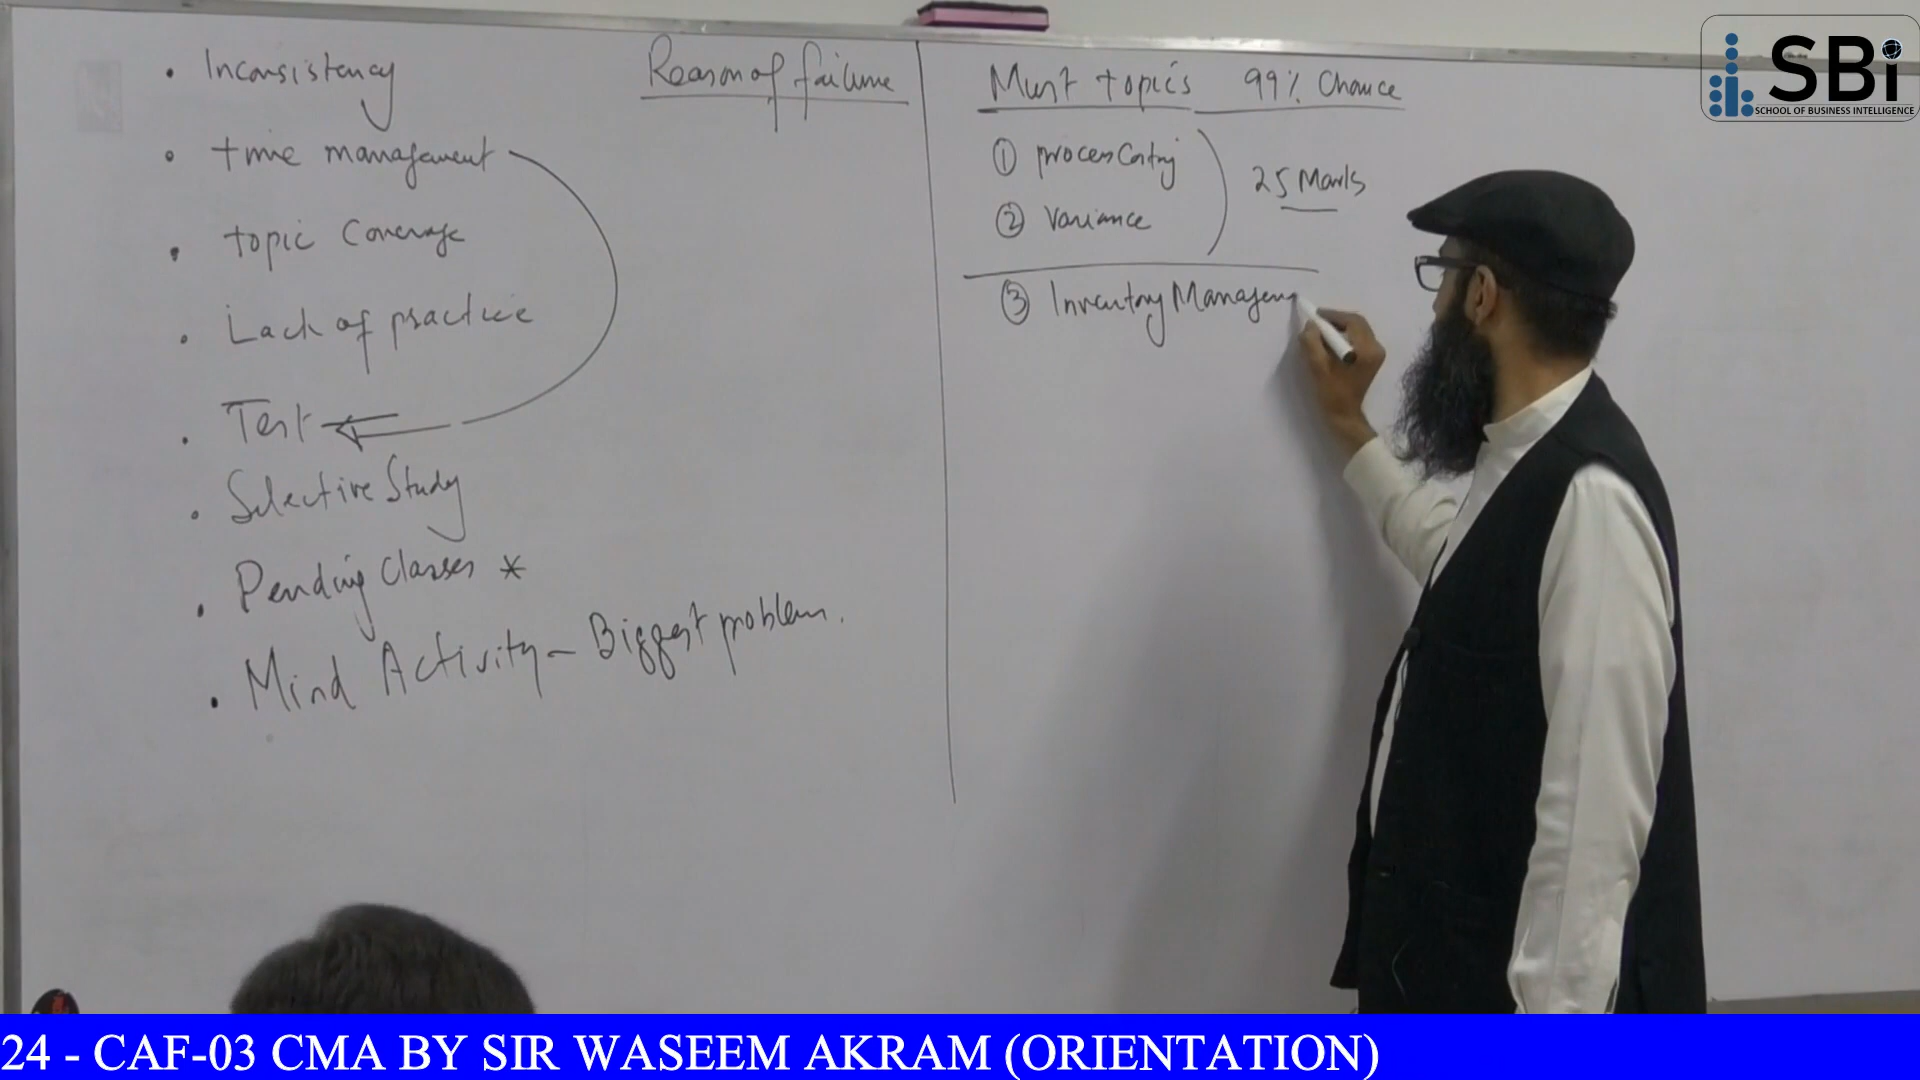 Reason of failure
• Inconsistency
• time management
• topic Coverage
• Lack of practice
• Test
• Selective Study
• Pending Classes *
• Mind Activity - Biggest problem.
Must topics 99% Chance
① process Costing
② Variance
25 Marks
③ Inventory Managem
SBi
SCHOOL OF BUSINESS INTELLIGENCE
24 - CAF-03 CMA BY SIR WASEEM AKRAM (ORIENTATION)